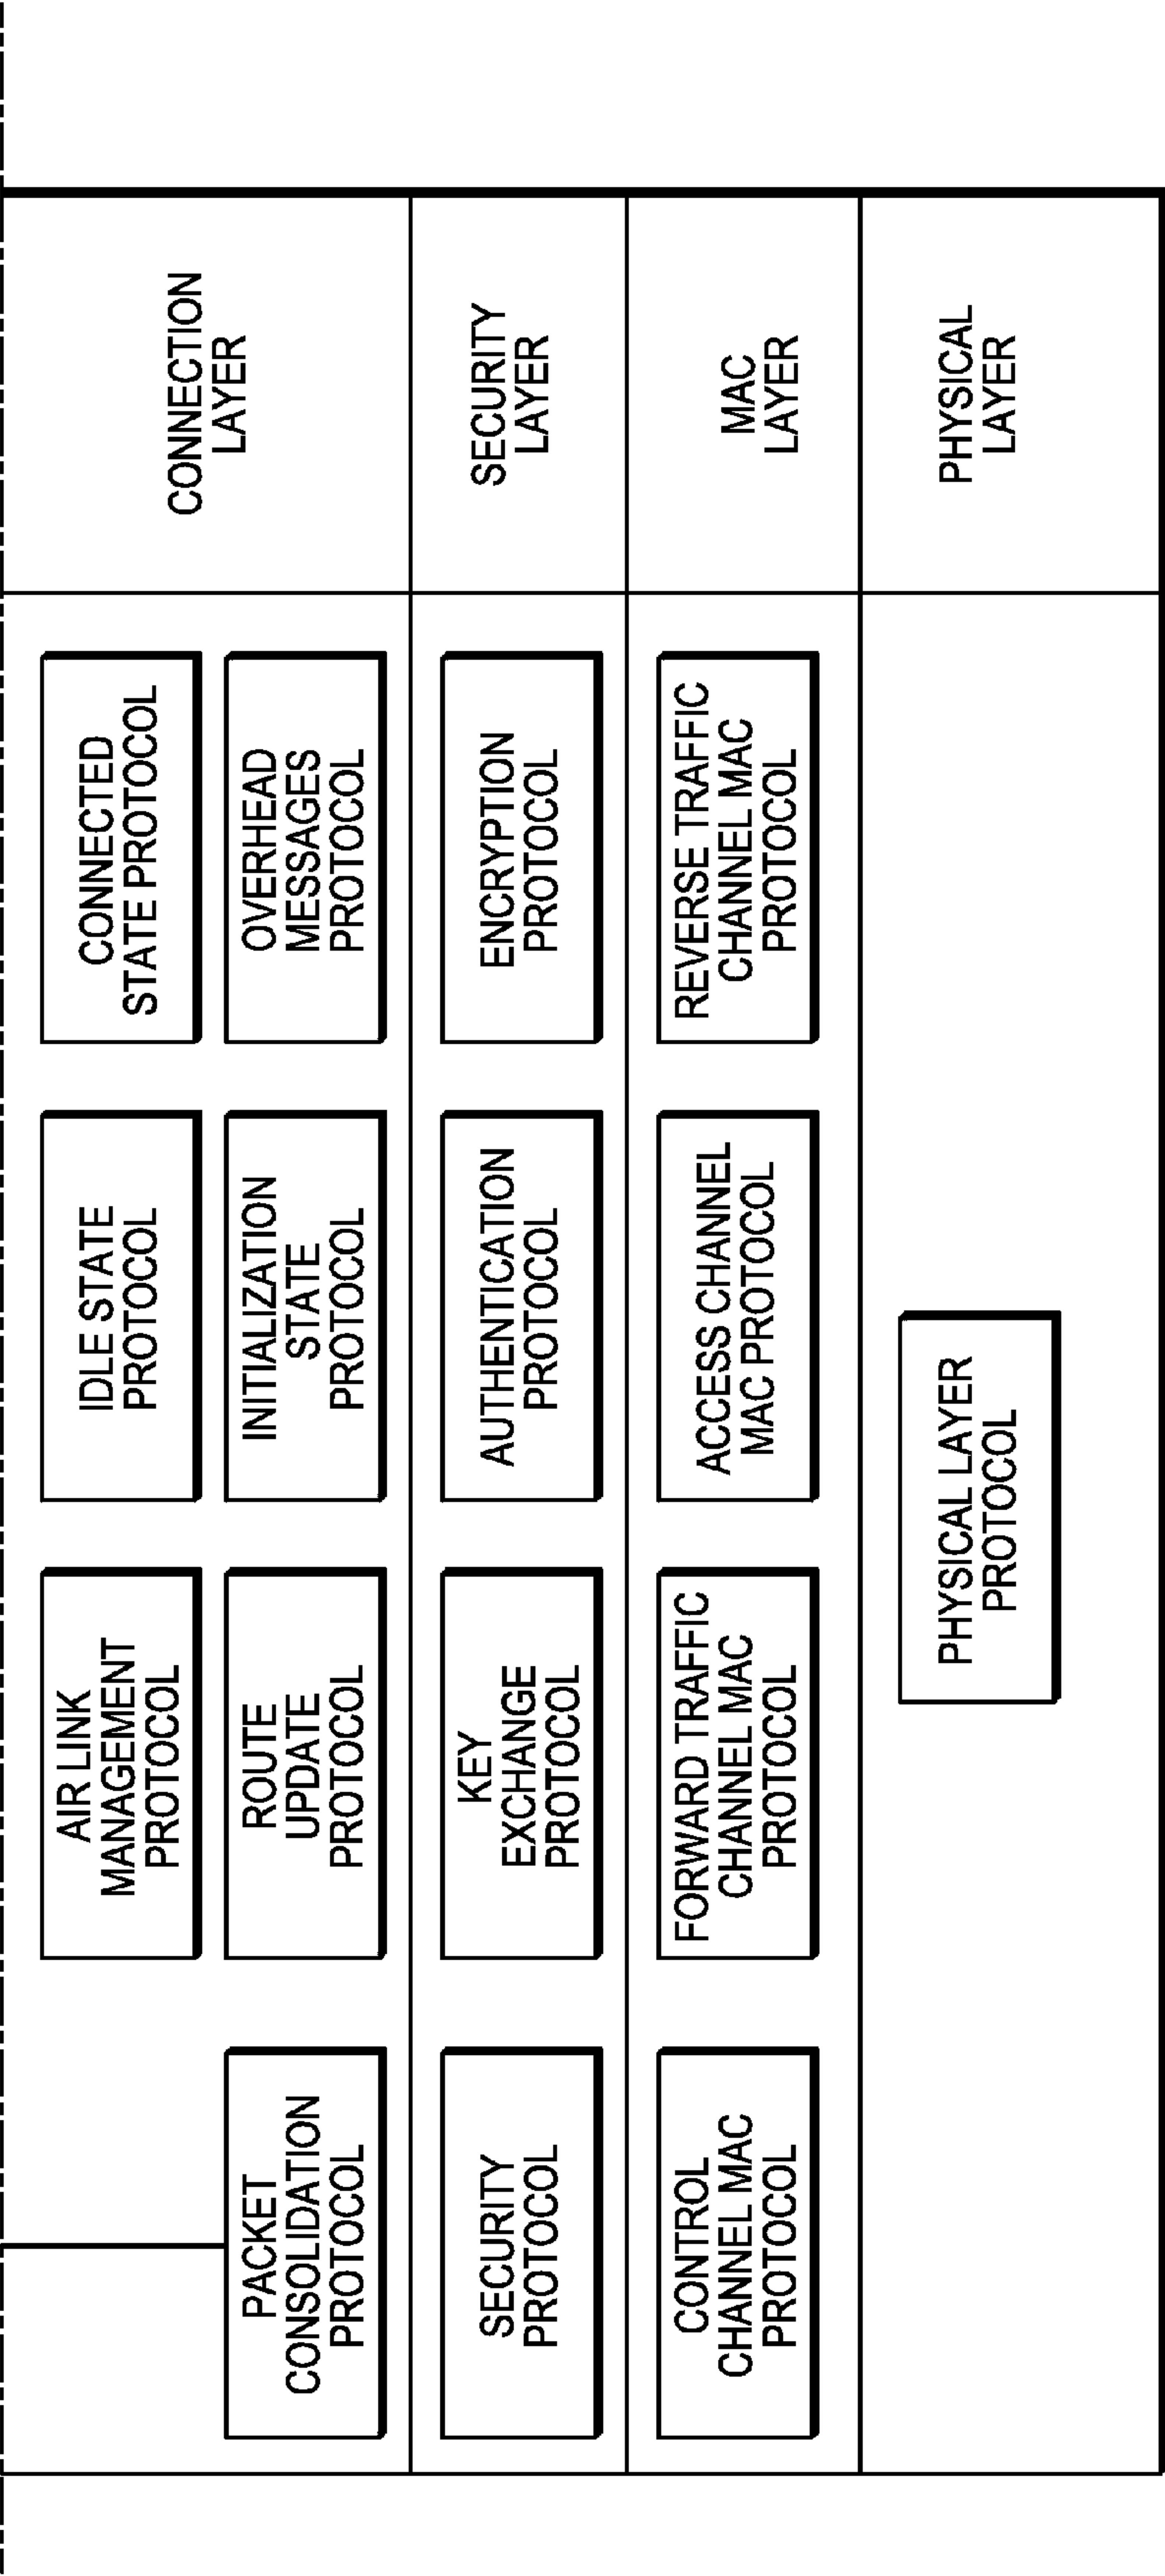 AIR LINK
MANAGEMENT
PROTOCOL
IDLE STATE
PROTOCOL
CONNECTED
STATE PROTOCOL
CONNECTION
LAYER
PACKET
CONSOLIDATION
PROTOCOL
ROUTE
UPDATE
PROTOCOL
INITIALIZATION
STATE
PROTOCOL
OVERHEAD
MESSAGES
PROTOCOL
SECURITY
PROTOCOL
KEY
EXCHANGE
PROTOCOL
AUTHENTICATION
PROTOCOL
ENCRYPTION
PROTOCOL
SECURITY
LAYER
CONTROL
CHANNEL MAC
PROTOCOL
FORWARD TRAFFIC
CHANNEL MAC
PROTOCOL
ACCESS CHANNEL
MAC PROTOCOL
REVERSE TRAFFIC
CHANNEL MAC
PROTOCOL
MAC
LAYER
PHYSICAL LAYER
PROTOCOL
PHYSICAL
LAYER